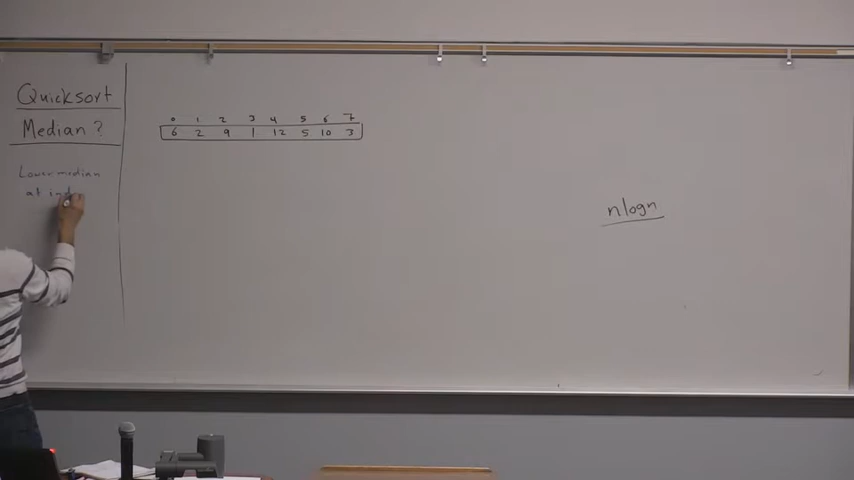 Quicksort
Median?
Lower median
at ind
0 1 2 3 4 5 6 7
6 2 9 1 12 5 10 3
nlogn